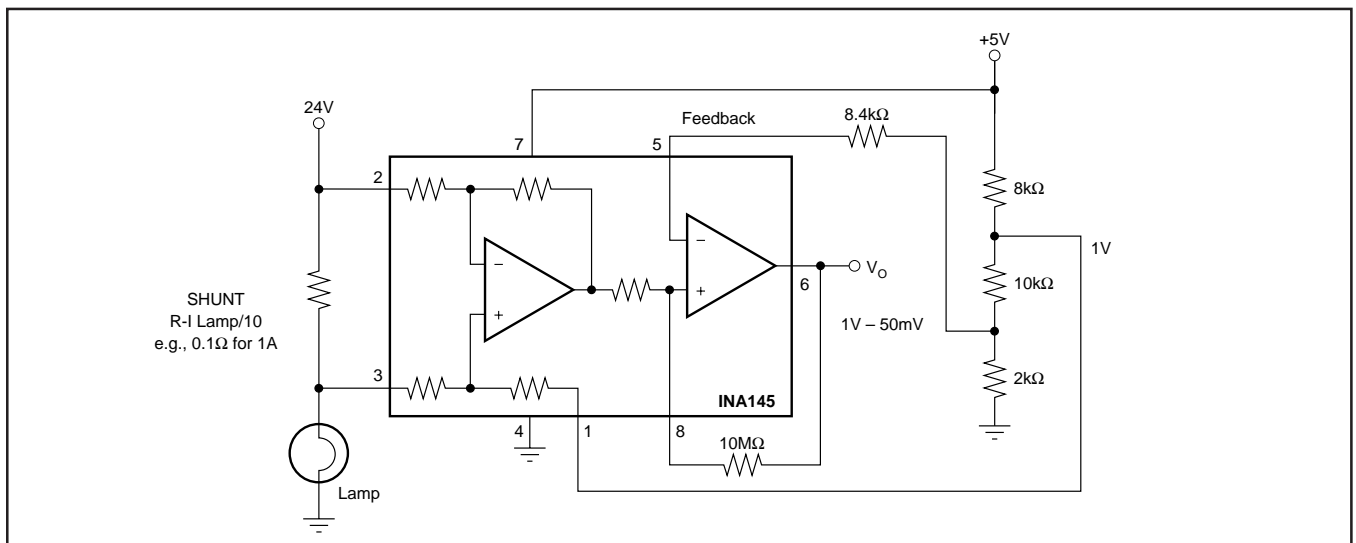 +5V
24V
Feedback
8.4kΩ
7
5
2
8kΩ
1V
V_O
6
10kΩ
SHUNT
R-I Lamp/10
e.g., 0.1Ω for 1A
1V – 50mV
3
2kΩ
INA145
4
1
8
10MΩ
Lamp